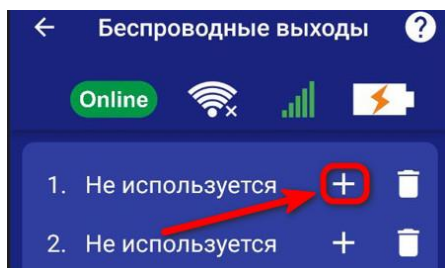 Беспроводные выходы ?
Online
1. Не используется +
2. Не используется +